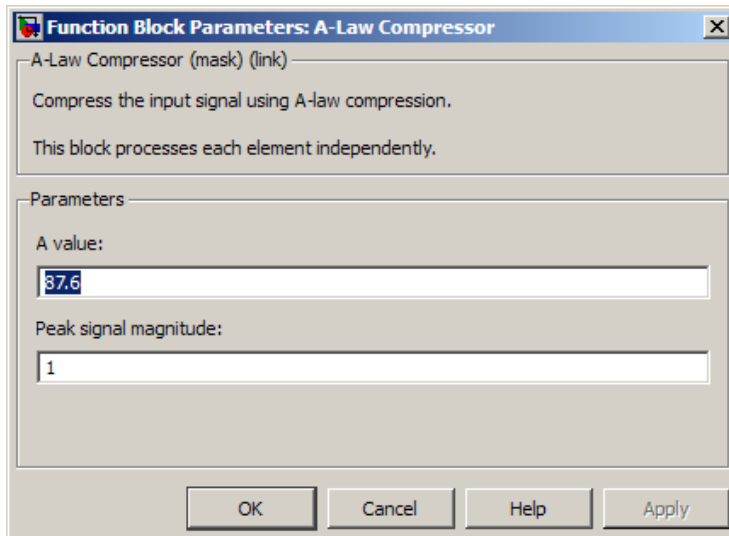 Function Block Parameters: A-Law Compressor
A-Law Compressor (mask) (link)
Compress the input signal using A-law compression.
This block processes each element independently.
Parameters
A value:
87.6
Peak signal magnitude:
1
OK Cancel Help Apply